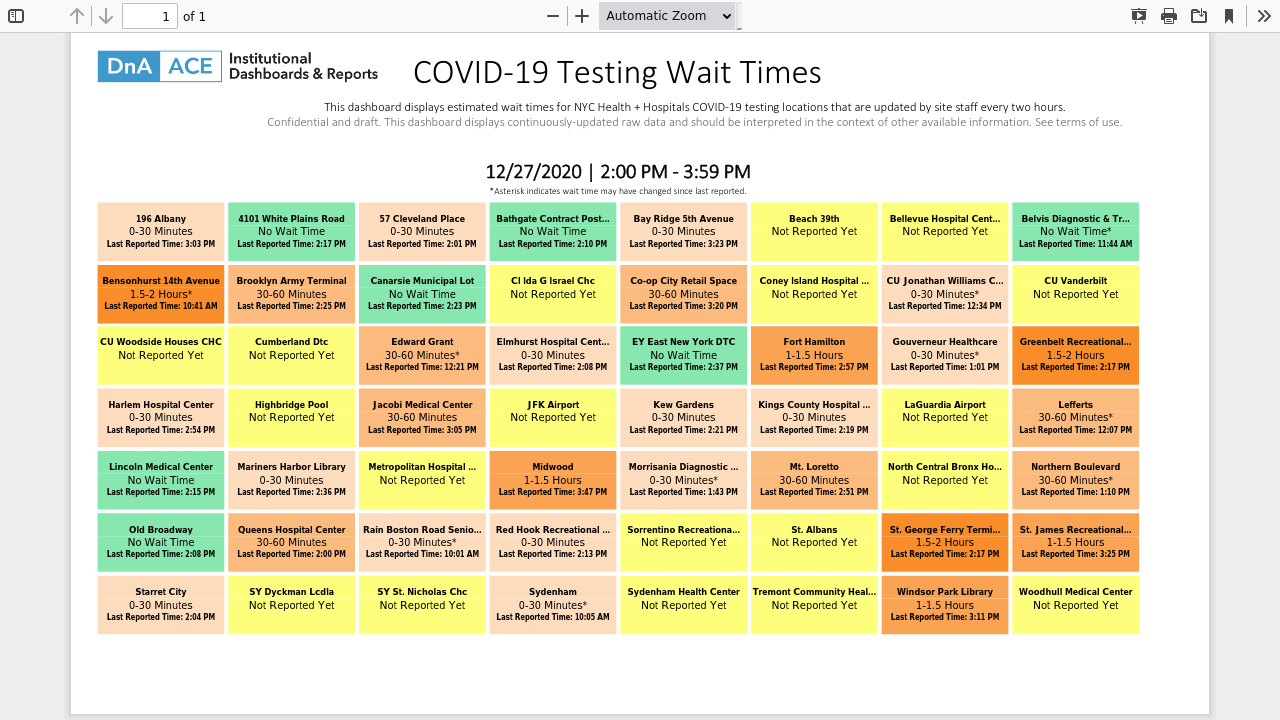 1 of 1 Automatic Zoom
DnA ACE Institutional Dashboards & Reports
COVID-19 Testing Wait Times
This dashboard displays estimated wait times for NYC Health + Hospitals COVID-19 testing locations that are updated by site staff every two hours.
Confidential and draft. This dashboard displays continuously-updated raw data and should be interpreted in the context of other available information. See terms of use.
12/27/2020 | 2:00 PM - 3:59 PM
*Asterisk indicates wait time may have changed since last reported.
196 Albany
0-30 Minutes
Last Reported Time: 3:03 PM
4101 White Plains Road
No Wait Time
Last Reported Time: 2:17 PM
57 Cleveland Place
0-30 Minutes
Last Reported Time: 2:01 PM
Bathgate Contract Post...
No Wait Time
Last Reported Time: 2:10 PM
Bay Ridge 5th Avenue
0-30 Minutes
Last Reported Time: 3:23 PM
Beach 39th
Not Reported Yet
Bellevue Hospital Cent...
Not Reported Yet
Belvis Diagnostic & Tr...
No Wait Time*
Last Reported Time: 11:44 AM
Bensonhurst 14th Avenue
1.5-2 Hours*
Last Reported Time: 10:41 AM
Brooklyn Army Terminal
30-60 Minutes
Last Reported Time: 2:25 PM
Canarsie Municipal Lot
No Wait Time
Last Reported Time: 2:23 PM
Cl Ida G Israel Chc
Not Reported Yet
Co-op City Retail Space
30-60 Minutes
Last Reported Time: 3:20 PM
Coney Island Hospital ...
Not Reported Yet
CU Jonathan Williams C...
0-30 Minutes*
Last Reported Time: 12:34 PM
CU Vanderbilt
Not Reported Yet
CU Woodside Houses CHC
Not Reported Yet
Cumberland Dtc
Not Reported Yet
Edward Grant
30-60 Minutes*
Last Reported Time: 12:21 PM
Elmhurst Hospital Cent...
0-30 Minutes
Last Reported Time: 2:08 PM
EY East New York DTC
No Wait Time
Last Reported Time: 2:37 PM
Fort Hamilton
1-1.5 Hours
Last Reported Time: 2:57 PM
Gouverneur Healthcare
0-30 Minutes*
Last Reported Time: 1:01 PM
Greenbelt Recreational...
1.5-2 Hours
Last Reported Time: 2:17 PM
Harlem Hospital Center
0-30 Minutes
Last Reported Time: 2:54 PM
Highbridge Pool
Not Reported Yet
Jacobi Medical Center
30-60 Minutes
Last Reported Time: 3:05 PM
JFK Airport
Not Reported Yet
Kew Gardens
0-30 Minutes
Last Reported Time: 2:21 PM
Kings County Hospital ...
0-30 Minutes
Last Reported Time: 2:19 PM
LaGuardia Airport
Not Reported Yet
Lefferts
30-60 Minutes*
Last Reported Time: 12:07 PM
Lincoln Medical Center
No Wait Time
Last Reported Time: 2:15 PM
Mariners Harbor Library
0-30 Minutes
Last Reported Time: 2:36 PM
Metropolitan Hospital ...
Not Reported Yet
Midwood
1-1.5 Hours
Last Reported Time: 3:47 PM
Morrisania Diagnostic ...
0-30 Minutes*
Last Reported Time: 1:43 PM
Mt. Loretto
30-60 Minutes
Last Reported Time: 2:51 PM
North Central Bronx Ho...
Not Reported Yet
Northern Boulevard
30-60 Minutes*
Last Reported Time: 1:10 PM
Old Broadway
No Wait Time
Last Reported Time: 2:08 PM
Queens Hospital Center
30-60 Minutes
Last Reported Time: 2:00 PM
Rain Boston Road Senio...
0-30 Minutes*
Last Reported Time: 10:01 AM
Red Hook Recreational ...
0-30 Minutes
Last Reported Time: 2:13 PM
Sorrentino Recreationa...
Not Reported Yet
St. Albans
Not Reported Yet
St. George Ferry Termi...
1.5-2 Hours
Last Reported Time: 2:17 PM
St. James Recreational...
1-1.5 Hours
Last Reported Time: 3:25 PM
Starret City
0-30 Minutes
Last Reported Time: 2:04 PM
SY Dyckman Lcdla
Not Reported Yet
SY St. Nicholas Chc
Not Reported Yet
Sydenham
0-30 Minutes*
Last Reported Time: 10:05 AM
Sydenham Health Center
Not Reported Yet
Tremont Community Heal...
Not Reported Yet
Windsor Park Library
1-1.5 Hours
Last Reported Time: 3:11 PM
Woodhull Medical Center
Not Reported Yet